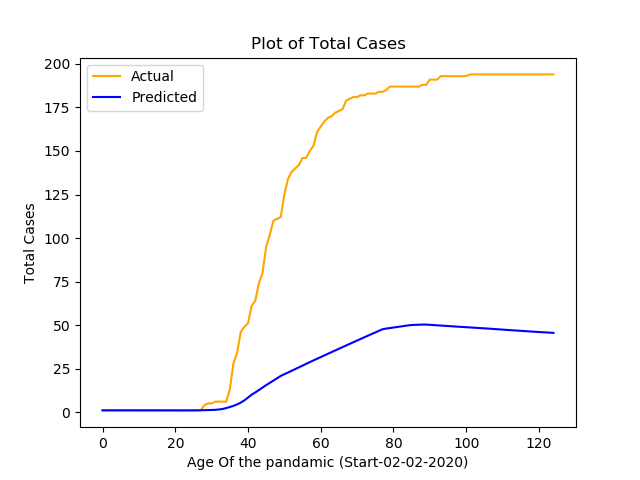 Plot of Total Cases
Actual
Predicted
200
175
150
125
100
75
50
25
0
Total Cases
0 20 40 60 80 100 120
Age Of the pandamic (Start-02-02-2020)